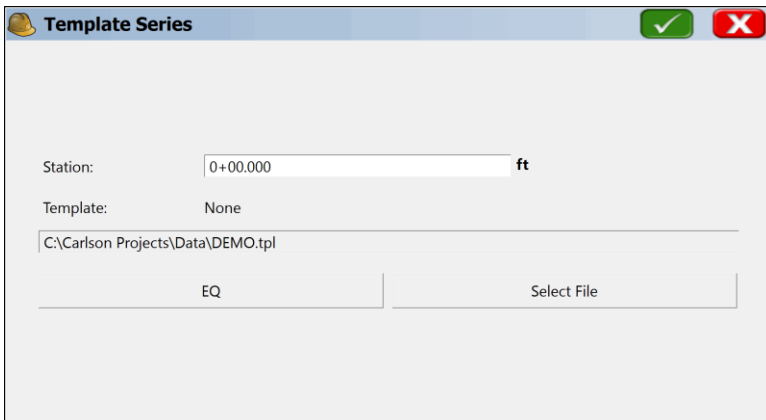 Template Series
Station: 0+00.000 ft
Template: None
C:\Carlson Projects\Data\DEMO.tpl
EQ Select File